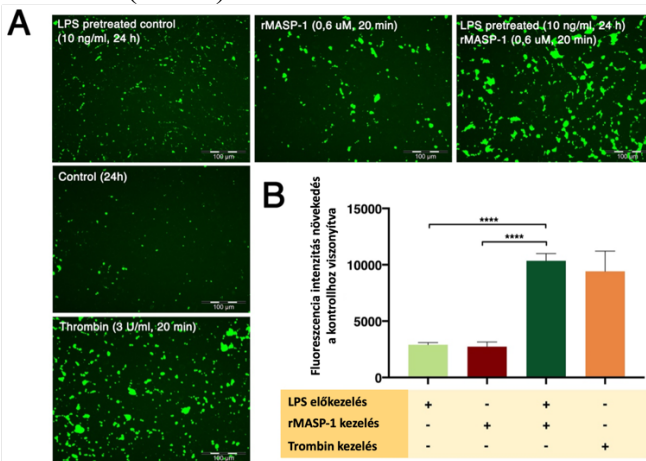 A
LPS pretreated control
(10 ng/ml, 24 h)
100 µm
rMASP-1 (0,6 uM, 20 min)
100 µm
LPS pretreated (10 ng/ml, 24 h)
rMASP-1 (0,6 uM, 20 min)
100 µm
Control (24h)
100 µm
Thrombin (3 U/ml, 20 min)
100 µm
B
Fluoreszcencia intenzitás növekedés
a kontrollhoz viszonyítva
15000
10000
5000
0
****
****
LPS előkezelés + - + -
rMASP-1 kezelés - + + -
Trombin kezelés - - - +